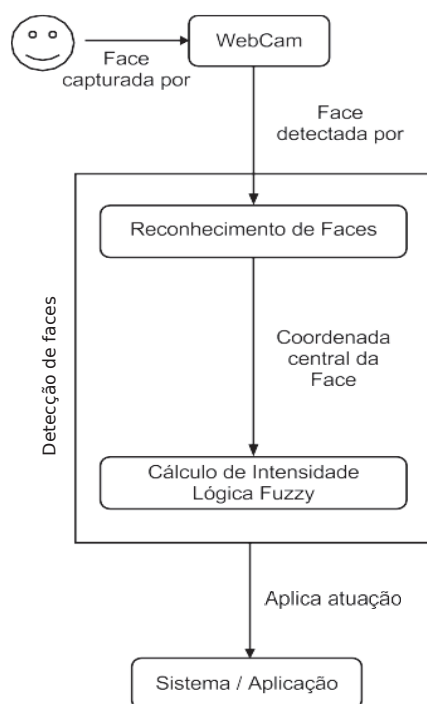 WebCam
Face
capturada por
Face
detectada por
Detecção de faces
Reconhecimento de Faces
Coordenada
central da
Face
Cálculo de Intensidade
Lógica Fuzzy
Aplica atuação
Sistema / Aplicação